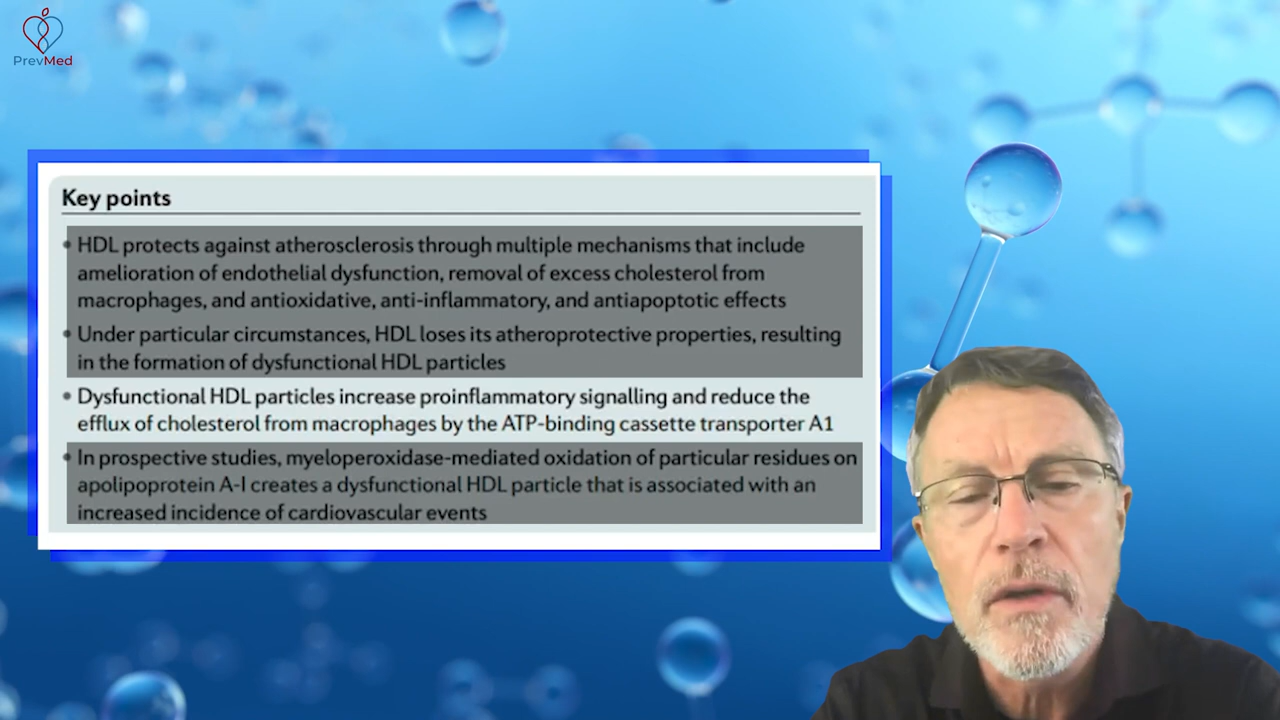 PrevMed
Key points
• HDL protects against atherosclerosis through multiple mechanisms that include
amelioration of endothelial dysfunction, removal of excess cholesterol from
macrophages, and antioxidative, anti-inflammatory, and antiapoptotic effects
• Under particular circumstances, HDL loses its atheroprotective properties, resulting
in the formation of dysfunctional HDL particles
• Dysfunctional HDL particles increase proinflammatory signalling and reduce the
efflux of cholesterol from macrophages by the ATP-binding cassette transporter A1
• In prospective studies, myeloperoxidase-mediated oxidation of particular residues on
apolipoprotein A-I creates a dysfunctional HDL particle that is associated with an
increased incidence of cardiovascular events